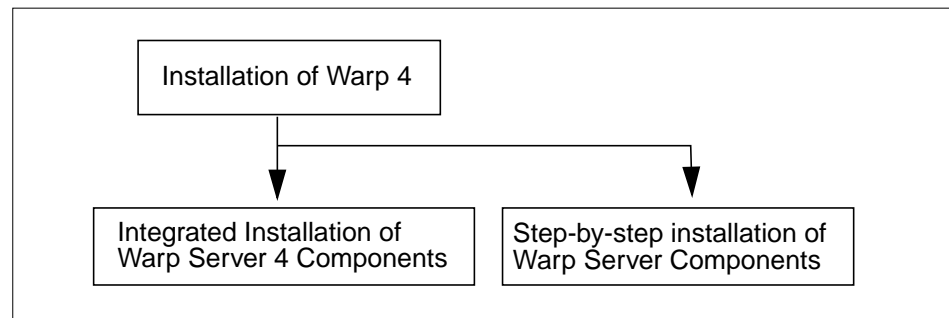 Installation of Warp 4
Integrated Installation of
Warp Server 4 Components
Step-by-step installation of
Warp Server Components